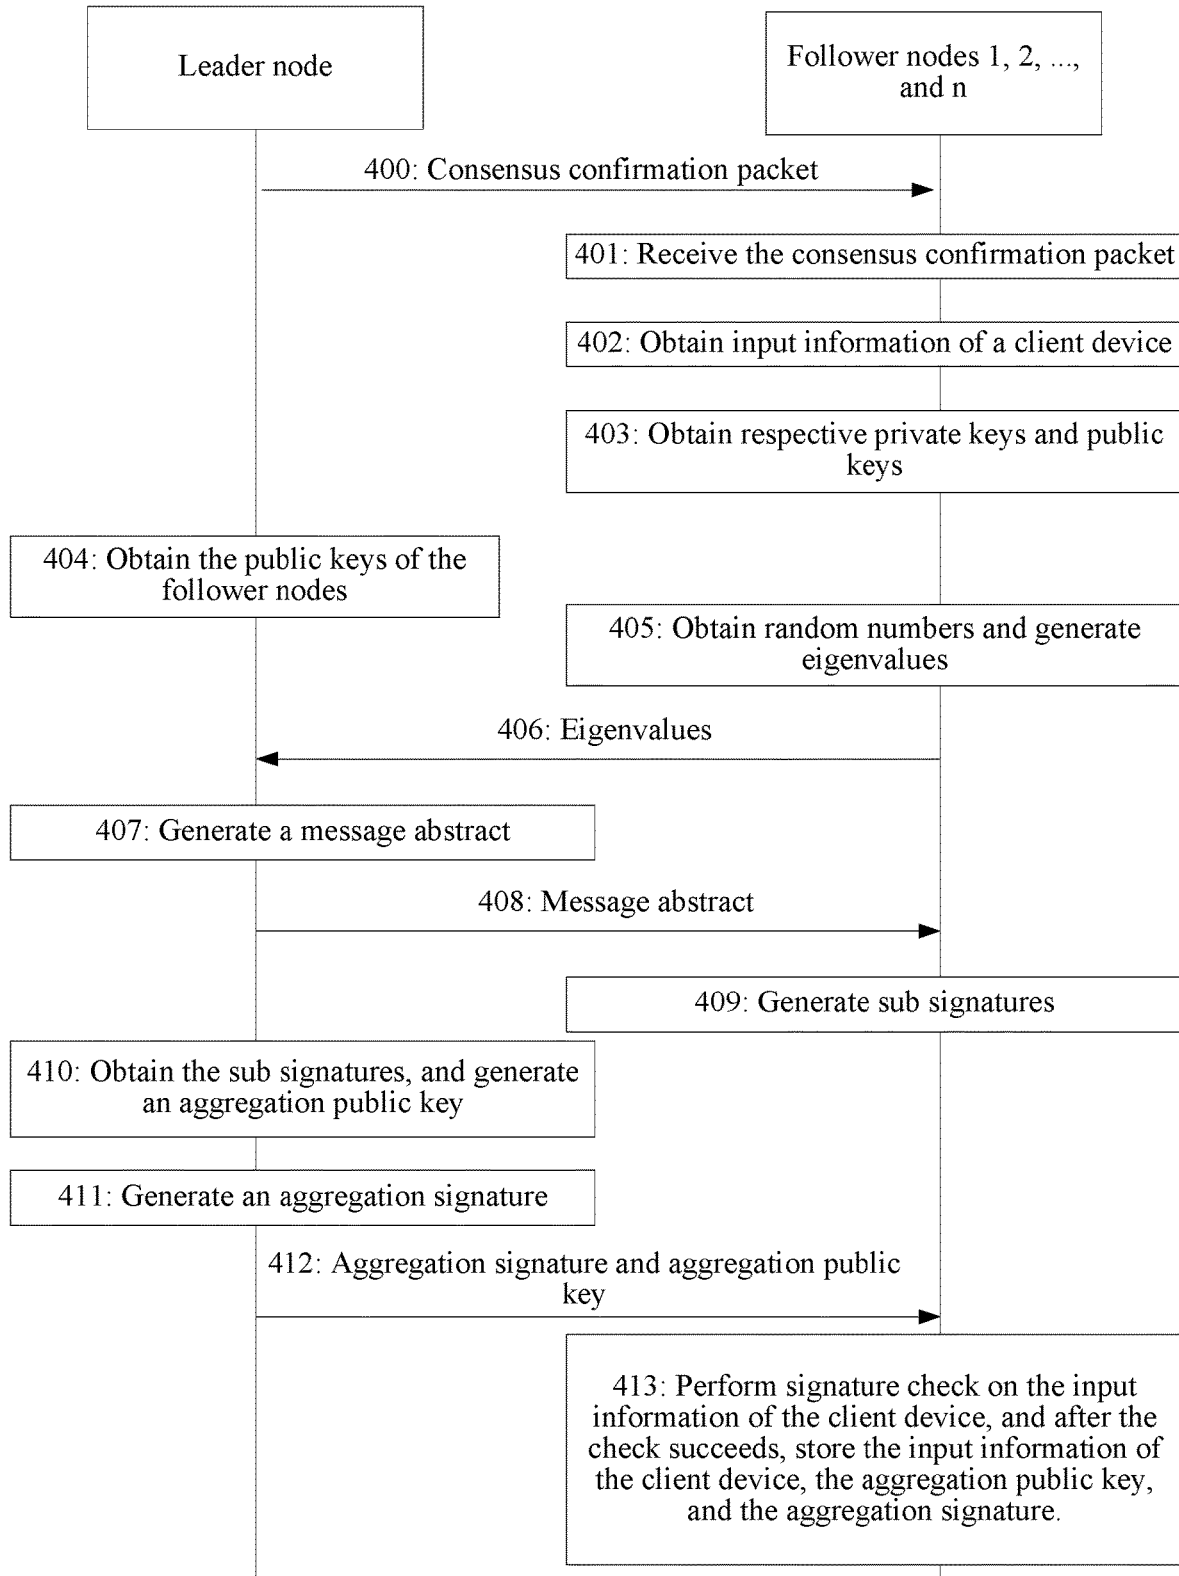 Leader node
Follower nodes 1, 2, ...,
and n
400: Consensus confirmation packet
401: Receive the consensus confirmation packet
402: Obtain input information of a client device
403: Obtain respective private keys and public
keys
404: Obtain the public keys of the
follower nodes
405: Obtain random numbers and generate
eigenvalues
406: Eigenvalues
407: Generate a message abstract
408: Message abstract
409: Generate sub signatures
410: Obtain the sub signatures, and generate
an aggregation public key
411: Generate an aggregation signature
412: Aggregation signature and aggregation public
key
413: Perform signature check on the input
information of the client device, and after the
check succeeds, store the input information of
the client device, the aggregation public key,
and the aggregation signature.